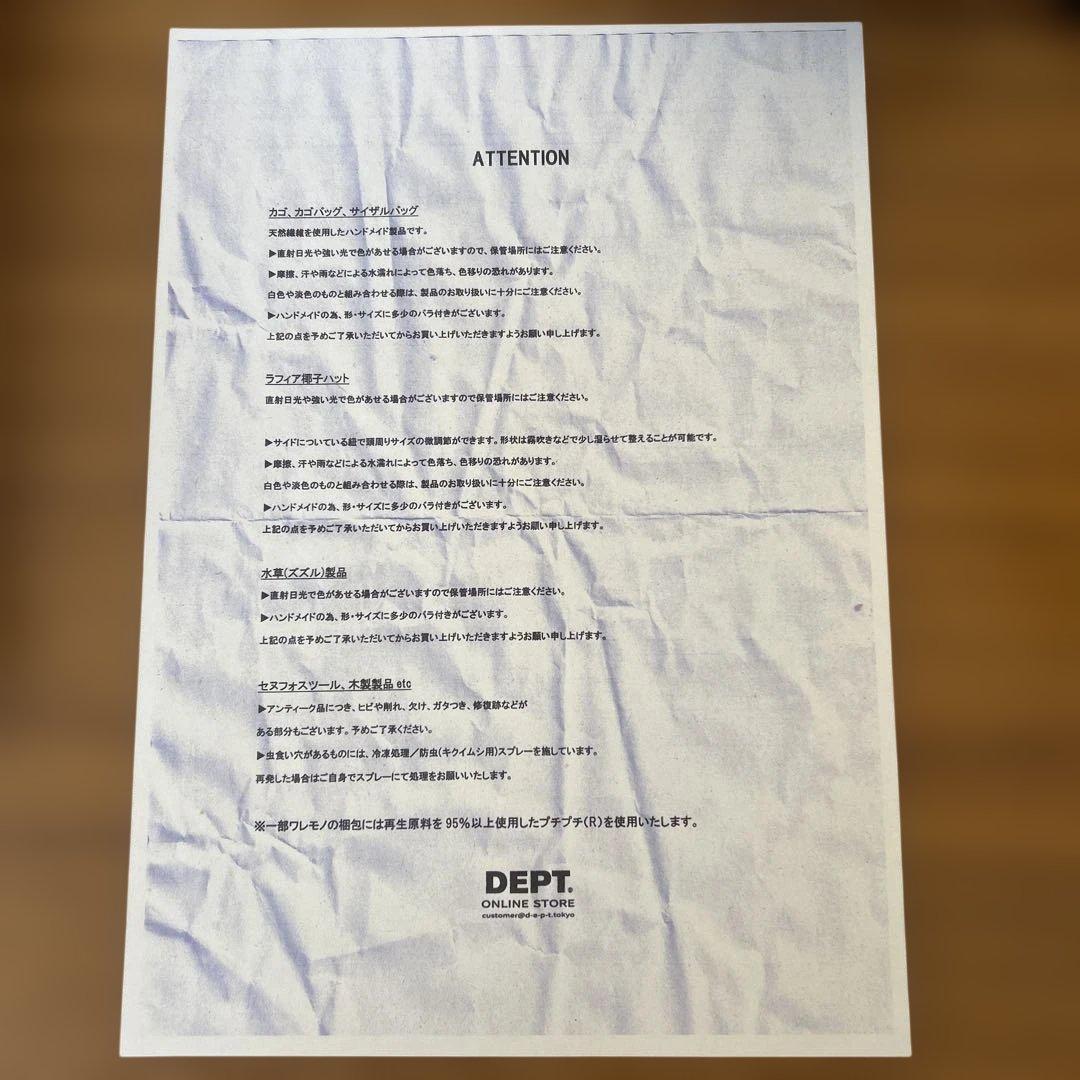 ATTENTION
カゴ、カゴバッグ、サイザルバッグ
天然繊維を使用したハンドメイド製品です。
▶直射日光や強い光で色があせる場合がございますので、保管場所にはご注意ください。
▶摩擦、汗や雨などによる水濡れによって色落ち、色移りの恐れがあります。
白色や淡色のものと組み合わせる際は、製品のお取り扱いに十分にご注意ください。
▶ハンドメイドの為、形・サイズに多少のバラ付きがございます。
上記の点を予めご了承いただいてからお買い上げいただきますようお願い申し上げます。
ラフィア椰子ハット
直射日光や強い光で色があせる場合がございますので保管場所にはご注意ください。
▶サイドについている紐で頭周りサイズの微調節ができます。形状は霧吹きなどで少し湿らせて整えることが可能です。
▶摩擦、汗や雨などによる水濡れによって色落ち、色移りの恐れがあります。
白色や淡色のものと組み合わせる際は、製品のお取り扱いに十分にご注意ください。
▶ハンドメイドの為、形・サイズに多少のバラ付きがございます。
上記の点を予めご了承いただいてからお買い上げいただきますようお願い申し上げます。
水草(ズズル)製品
▶直射日光で色があせる場合がございますので保管場所にはご注意ください。
▶ハンドメイドの為、形・サイズに多少のバラ付きがございます。
上記の点を予めご了承いただいてからお買い上げいただきますようお願い申し上げます。
セヌフォスツール、木製製品 etc
▶アンティーク品につき、ヒビや削れ、欠け、ガタつき、修復跡などが
ある部分もございます。予めご了承ください。
▶虫食い穴があるものには、冷凍処理／防虫(キクイムシ用)スプレーを施しています。
再発した場合はご自身でスプレーにて処理をお願いいたします。
※一部ワレモノの梱包には再生原料を 95％以上使用したプチプチ(R)を使用いたします。
DEPT.
ONLINE STORE
customer@d-e-p-t.tokyo